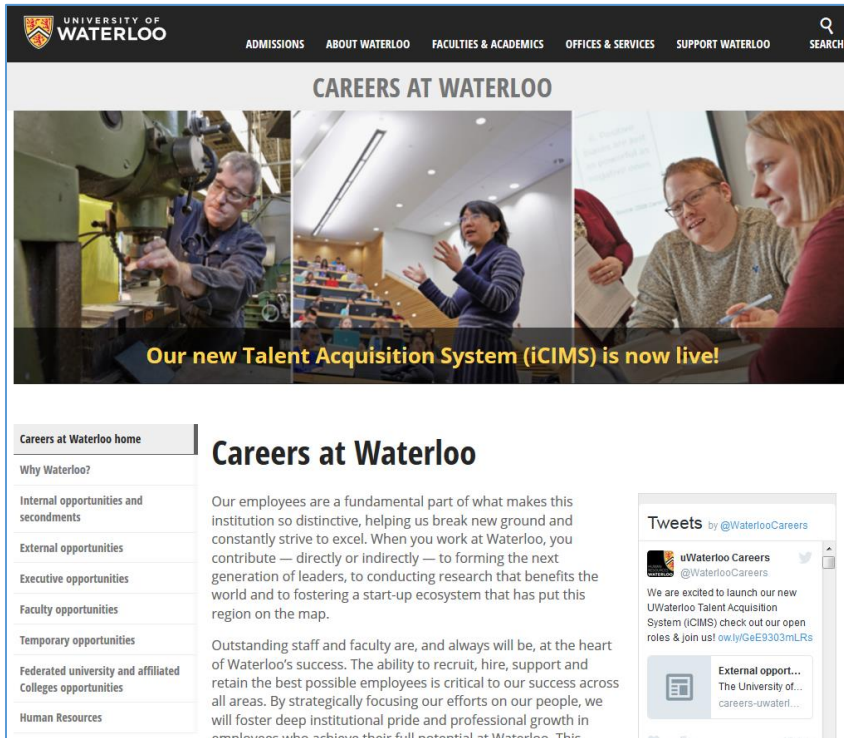 UNIVERSITY OF
WATERLOO
ADMISSIONS ABOUT WATERLOO FACULTIES & ACADEMICS OFFICES & SERVICES SUPPORT WATERLOO SEARCH
CAREERS AT WATERLOO
Our new Talent Acquisition System (iCIMS) is now live!
Careers at Waterloo home
Why Waterloo?
Internal opportunities and
secondments
External opportunities
Executive opportunities
Faculty opportunities
Temporary opportunities
Federated university and affiliated
Colleges opportunities
Human Resources
Careers at Waterloo
Our employees are a fundamental part of what makes this
institution so distinctive, helping us break new ground and
constantly strive to excel. When you work at Waterloo, you
contribute — directly or indirectly — to forming the next
generation of leaders, to conducting research that benefits the
world and to fostering a start-up ecosystem that has put this
region on the map.
Outstanding staff and faculty are, and always will be, at the heart
of Waterloo's success. The ability to recruit, hire, support and
retain the best possible employees is critical to our success across
all areas. By strategically focusing our efforts on our people, we
will foster deep institutional pride and professional growth in
employees who achieve their full potential at Waterloo. This
Tweets by @WaterlooCareers
uWaterloo Careers
@WaterlooCareers
We are excited to launch our new
UWaterloo Talent Acquisition
System (iCIMS) check out our open
roles & join us! ow.ly/GeE9303mLRs
External opport...
The University of...
careers-uwaterl...